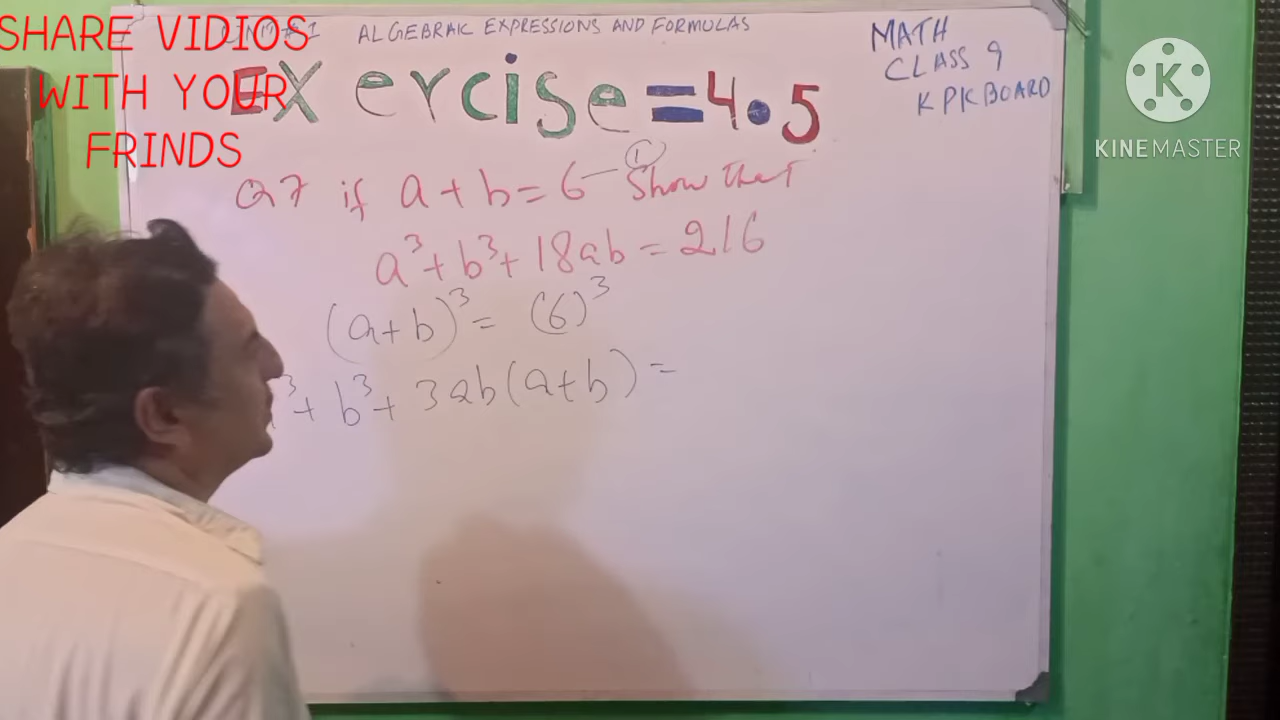 SHARE VIDIOS
WITH YOUR
FRINDS
ALGEBRAIC EXPRESSIONS AND FORMULAS
MATH
CLASS 9
KPK BOARD
K
KINEMASTER
EXercise=4.5
Q7 if a+b=6 — (1) Show that
a³+b³+18ab=216
(a+b)³= (6)³
³+ b³+ 3ab(a+b)=